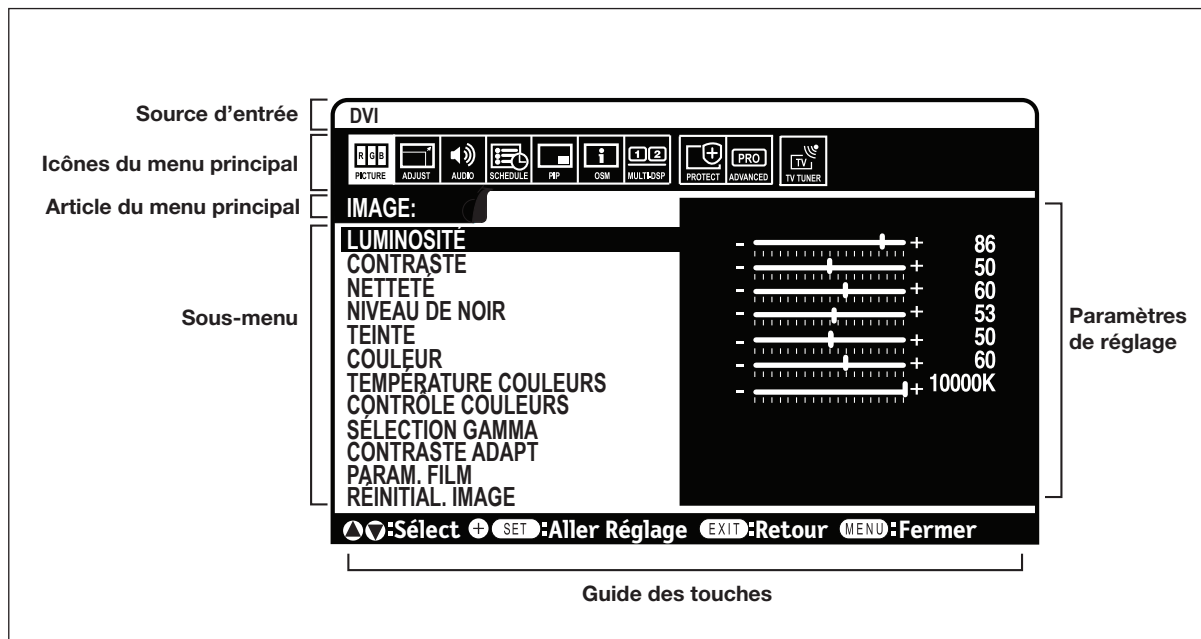 Source d'entrée
DVI
Icônes du menu principal
RGB PICTURE ADJUST AUDIO SCHEDULE PIP OSM 1 2 MULTI-DSP PROTECT PRO ADVANCED TV TV TUNER
Article du menu principal
IMAGE:
Sous-menu
LUMINOSITÉ - + 86
CONTRASTE - + 50
NETTETÉ - + 60
NIVEAU DE NOIR - + 53
TEINTE - + 50
COULEUR - + 60
TEMPÉRATURE COULEURS - + 10000K
CONTRÔLE COULEURS
SÉLECTION GAMMA
CONTRASTE ADAPT
PARAM. FILM
RÉINITIAL. IMAGE
Paramètres
de réglage
:Sélect + SET :Aller Réglage EXIT:Retour MENU:Fermer
Guide des touches